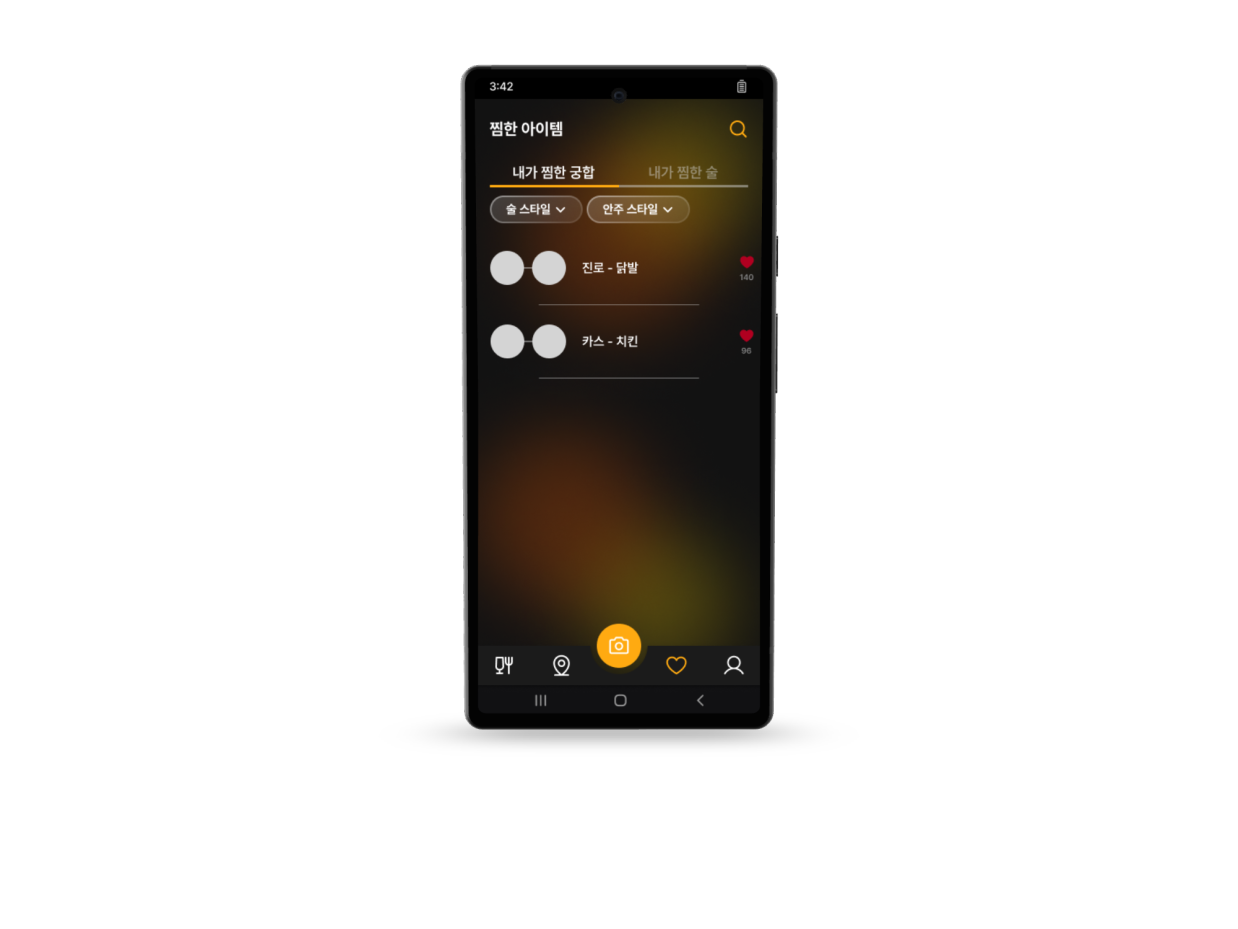 3:42
찜한 아이템
내가 찜한 궁합 내가 찜한 술
술 스타일 안주 스타일
진로 - 닭발
140
카스 - 치킨
96